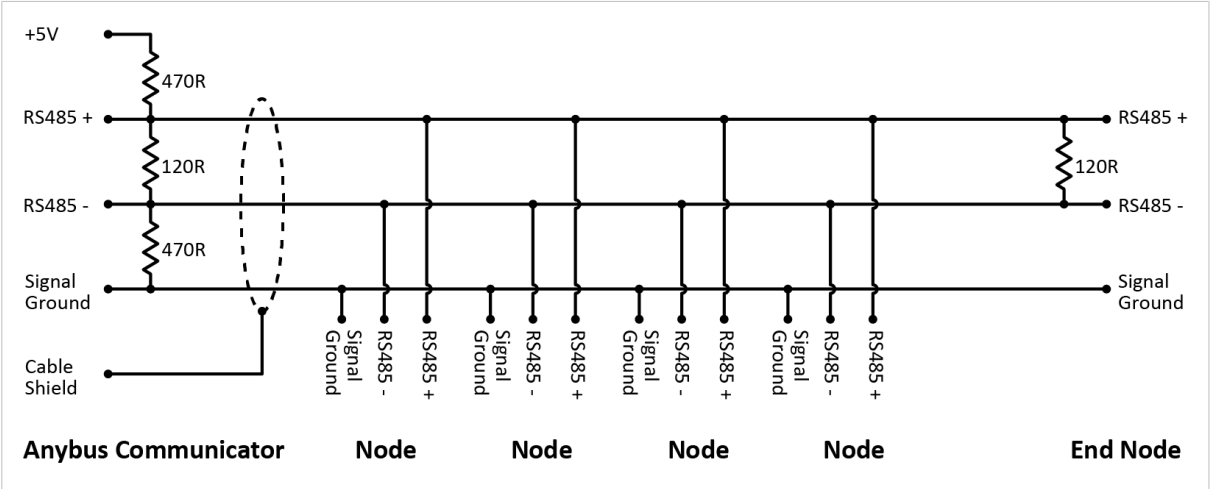 +5V
470R
RS485 +
RS485 +
120R
120R
RS485 -
RS485 -
470R
Signal
Ground
Signal
Ground
Cable
Shield
Signal
Ground
RS485 -
RS485 +
Signal
Ground
RS485 -
RS485 +
Signal
Ground
RS485 -
RS485 +
Signal
Ground
RS485 -
RS485 +
Anybus Communicator
Node
Node
Node
Node
End Node